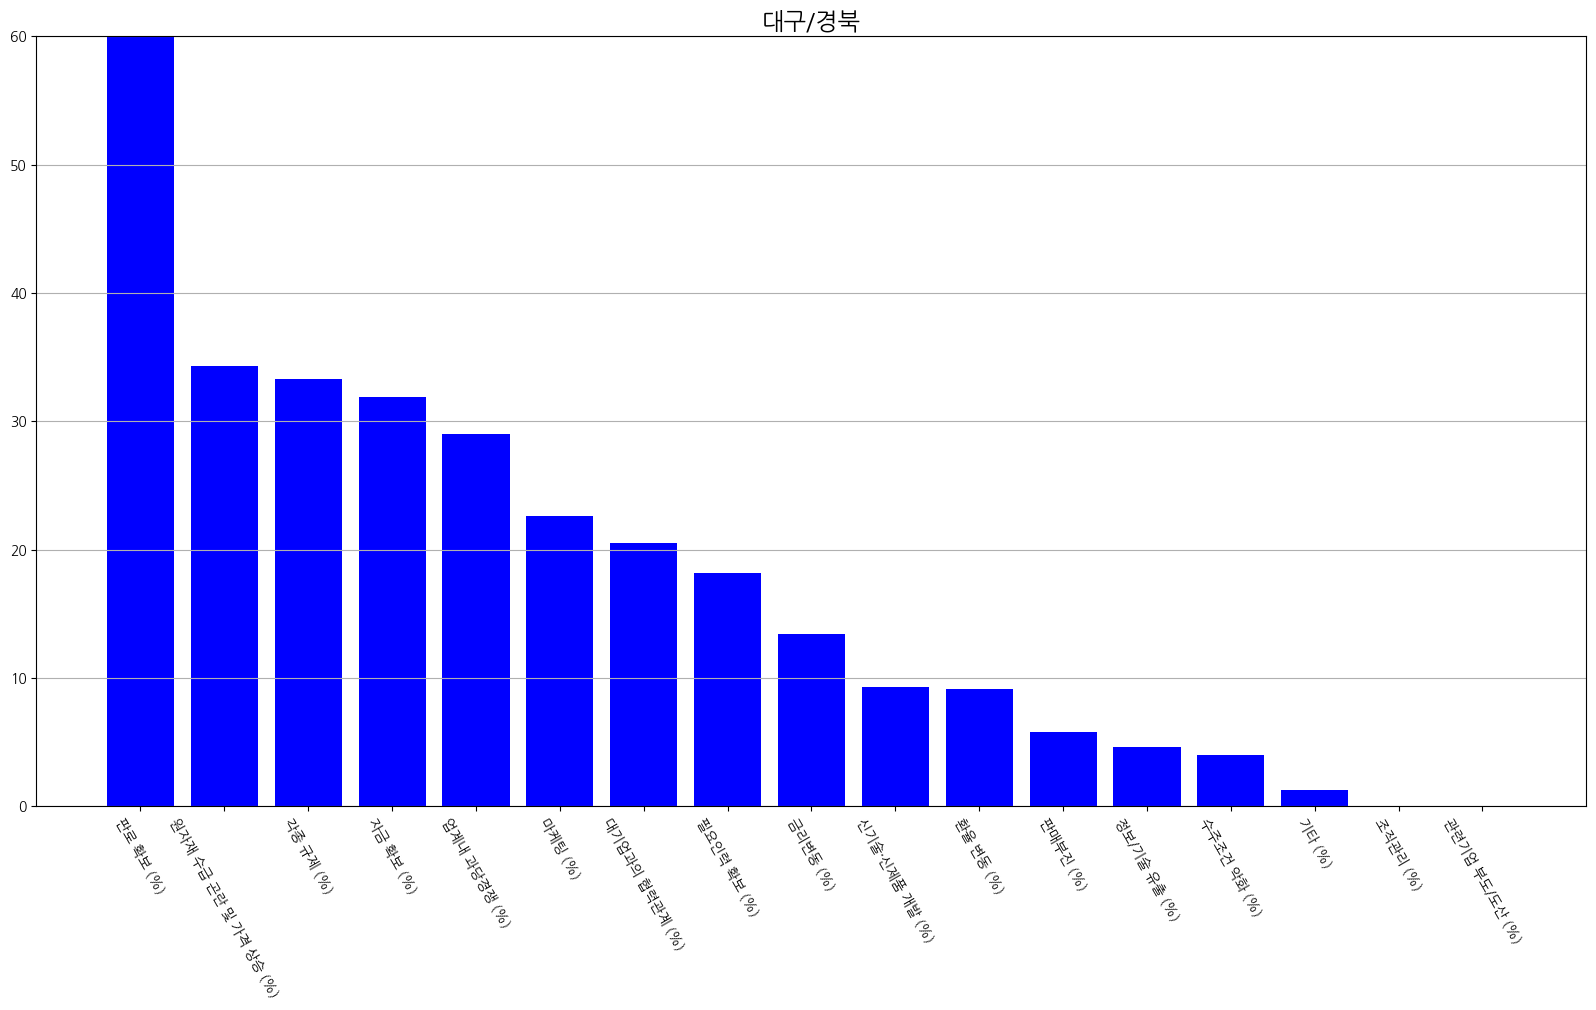 대구/경북
60
50
40
30
20
10
0
판로 확보 (%)
원자재 수급 곤란 및 가격 상승 (%)
각종 규제 (%)
자금 확보 (%)
업계내 과당경쟁 (%)
마케팅 (%)
대기업과의 협력관계 (%)
필요인력 확보 (%)
금리변동 (%)
신기술·신제품 개발 (%)
환율 변동 (%)
판매부진 (%)
정보/기술 유출 (%)
수주조건 악화 (%)
기타 (%)
조직관리 (%)
관련기업 부도/도산 (%)